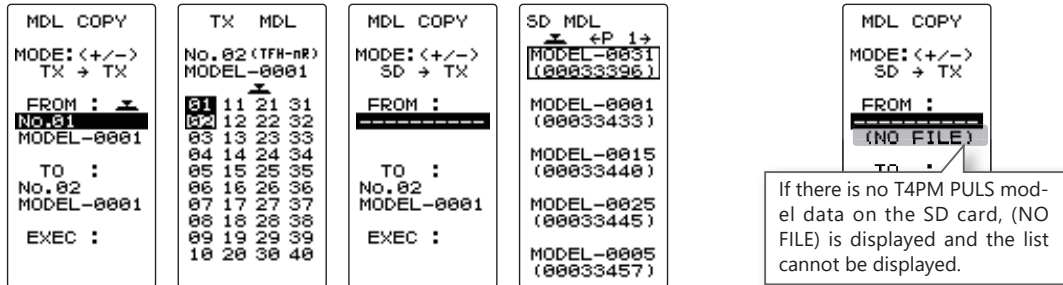 MDL COPY
MODE:(+/-)
TX → TX
FROM :
No.01
MODEL-0001
TO :
No.02
MODEL-0001
EXEC :
TX MDL
No.02(TFH-nR)
MODEL-0001
01 11 21 31
02 12 22 32
03 13 23 33
04 14 24 34
05 15 25 35
06 16 26 36
07 17 27 37
08 18 28 38
09 19 29 39
10 20 30 40
MDL COPY
MODE:(+/-)
SD → TX
FROM :
----------
TO :
No.02
MODEL-0001
EXEC :
SD MDL
←P 1→
MODEL-0031
(00033396)
MODEL-0001
(00033433)
MODEL-0015
(00033440)
MODEL-0025
(00033445)
MODEL-0005
(00033457)
MDL COPY
MODE:(+/-)
SD → TX
FROM :
----------
(NO FILE)
TO :
If there is no T4PM PULS mod-
el data on the SD card, (NO
FILE) is displayed and the list
cannot be displayed.